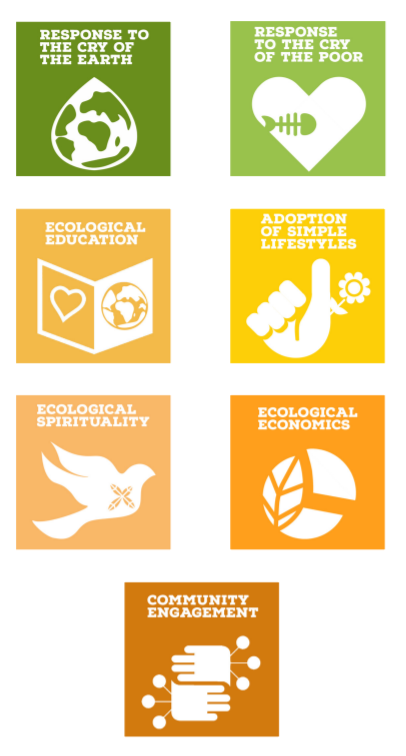 RESPONSE TO
THE CRY OF
THE EARTH
RESPONSE
TO THE CRY
OF THE POOR
ECOLOGICAL
EDUCATION
ADOPTION
OF SIMPLE
LIFESTYLES
ECOLOGICAL
SPIRITUALITY
ECOLOGICAL
ECONOMICS
COMMUNITY
ENGAGEMENT